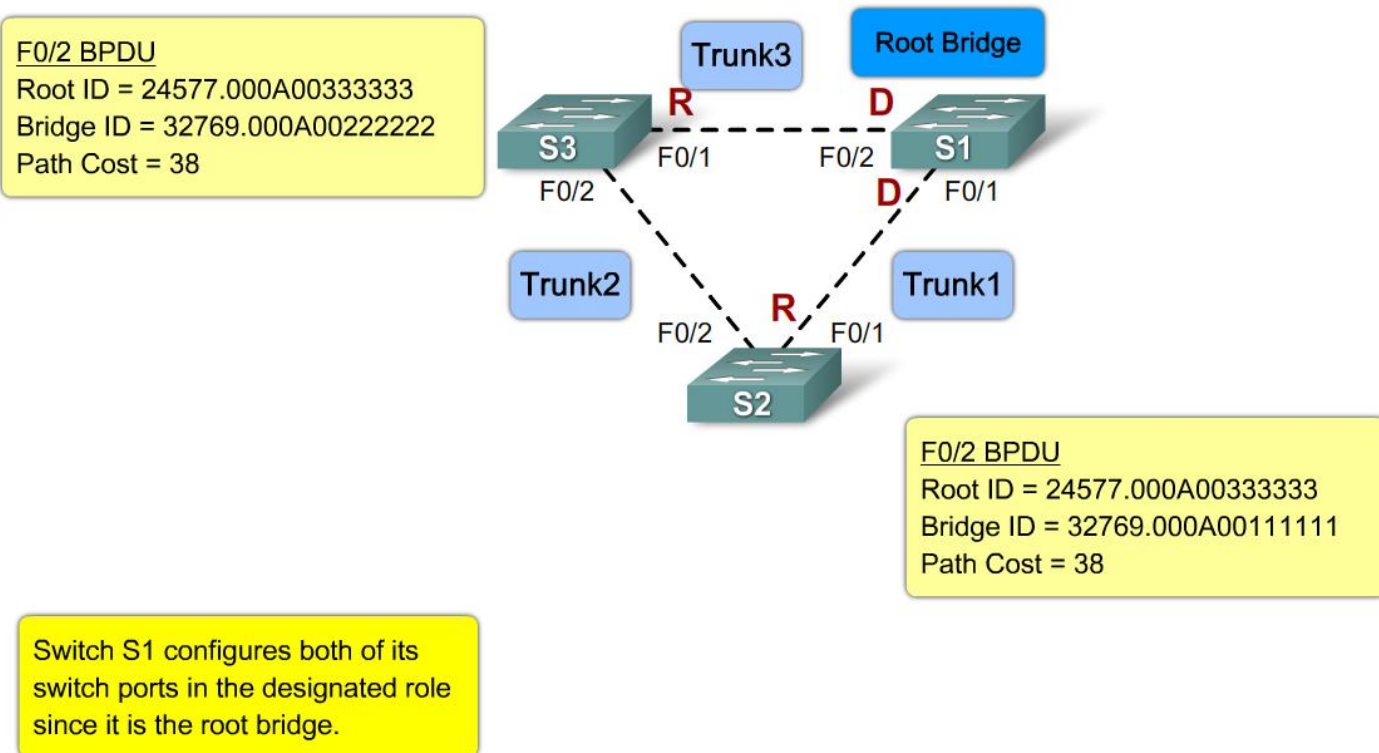 F0/2 BPDU
Root ID = 24577.000A00333333
Bridge ID = 32769.000A00222222
Path Cost = 38
Trunk3
Root Bridge
R
D
S3
F0/1
F0/2
S1
F0/2
D
F0/1
Trunk2
Trunk1
R
F0/2
F0/1
S2
F0/2 BPDU
Root ID = 24577.000A00333333
Bridge ID = 32769.000A00111111
Path Cost = 38
Switch S1 configures both of its
switch ports in the designated role
since it is the root bridge.